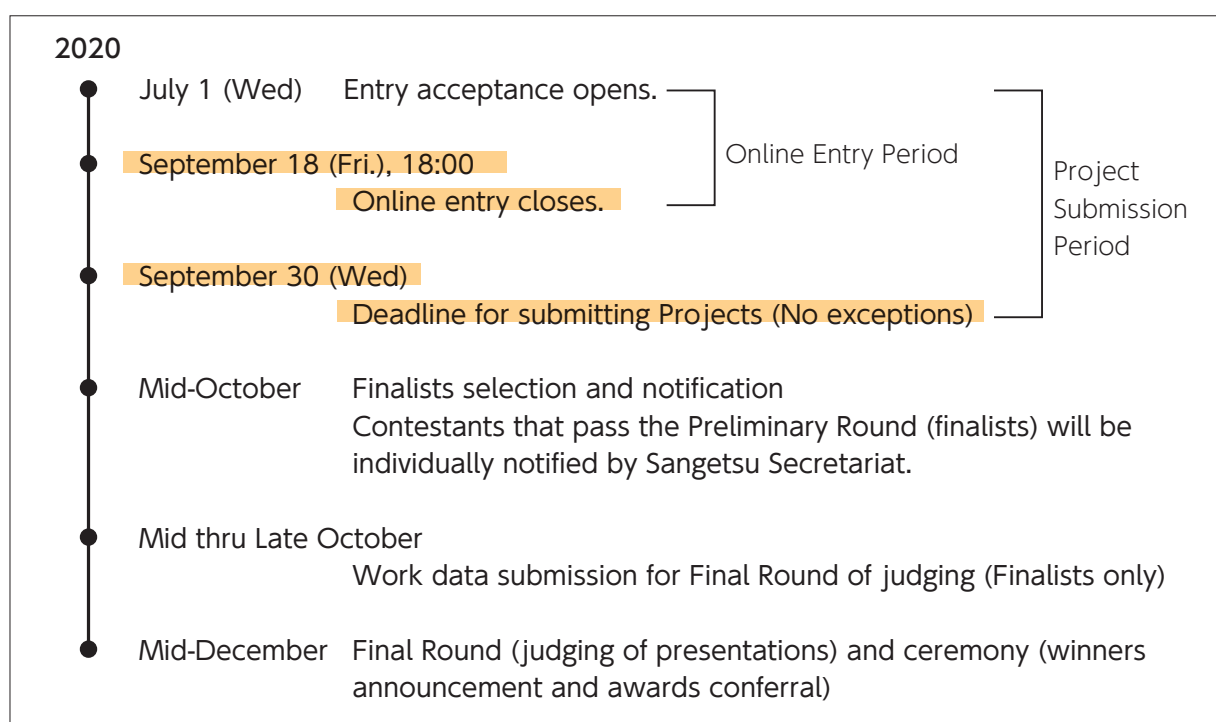 2020
July 1 (Wed) Entry acceptance opens.
Online Entry Period
September 18 (Fri.), 18:00
Online entry closes.
Project
Submission
Period
September 30 (Wed)
Deadline for submitting Projects (No exceptions)
Mid-October Finalists selection and notification
Contestants that pass the Preliminary Round (finalists) will be
individually notified by Sangetsu Secretariat.
Mid thru Late October
Work data submission for Final Round of judging (Finalists only)
Mid-December Final Round (judging of presentations) and ceremony (winners
announcement and awards conferral)